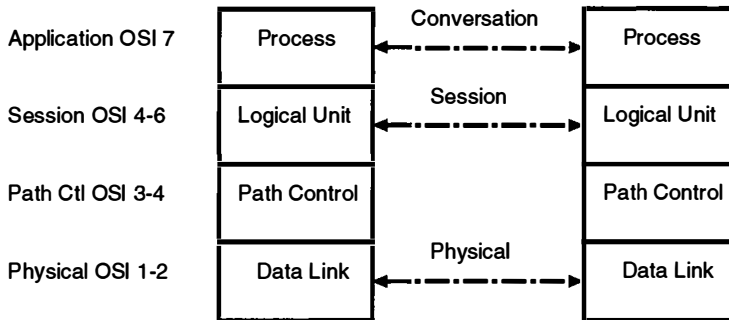 Conversation
Application OSI 7 Process Process
Session
Session OSI 4-6 Logical Unit Logical Unit
Path Ctl OSI 3-4 Path Control Path Control
Physical
Physical OSI 1-2 Data Link Data Link